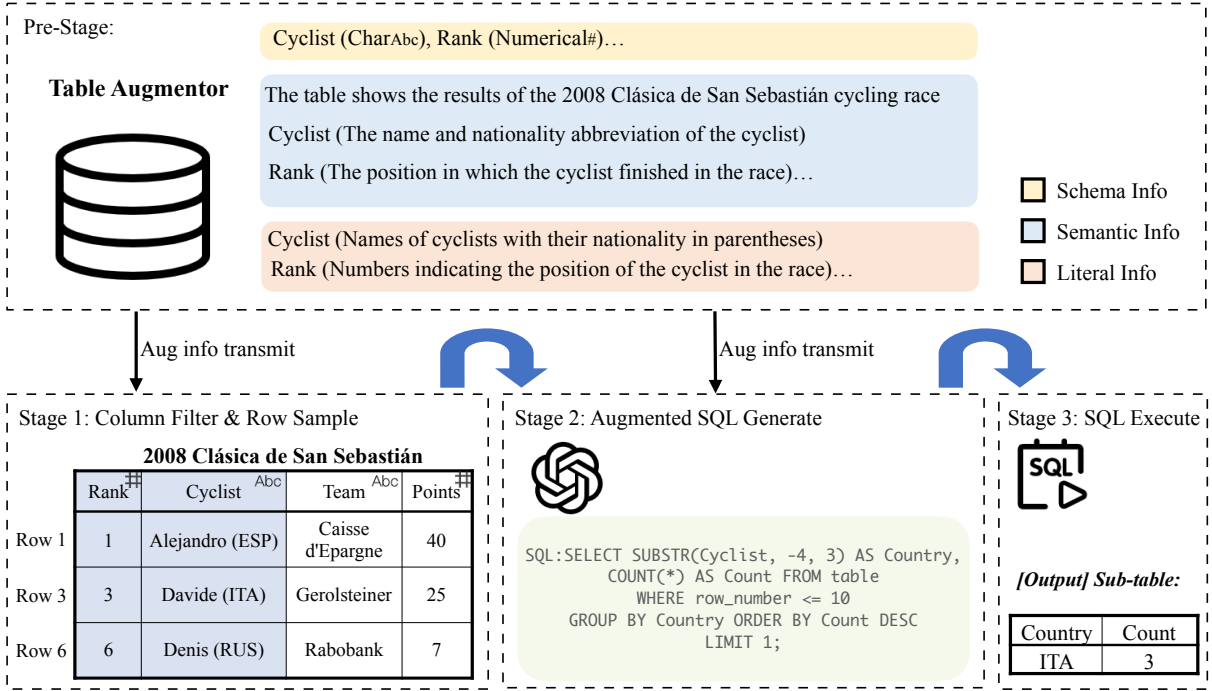 Pre-Stage:
Table Augmentor
Cyclist (CharAbc), Rank (Numerical#)…
The table shows the results of the 2008 Clásica de San Sebastián cycling race
Cyclist (The name and nationality abbreviation of the cyclist)
Rank (The position in which the cyclist finished in the race)…
Cyclist (Names of cyclists with their nationality in parentheses)
Rank (Numbers indicating the position of the cyclist in the race)…
Schema Info
Semantic Info
Literal Info
Aug info transmit
Aug info transmit
Stage 1: Column Filter & Row Sample
2008 Clásica de San Sebastián
Rank # Cyclist Abc Team Abc Points #
Row 1 1 Alejandro (ESP) Caisse d'Epargne 40
Row 3 3 Davide (ITA) Gerolsteiner 25
Row 6 6 Denis (RUS) Rabobank 7
Stage 2: Augmented SQL Generate
SQL:SELECT SUBSTR(Cyclist, -4, 3) AS Country,
COUNT(*) AS Count FROM table
WHERE row_number <= 10
GROUP BY Country ORDER BY Count DESC
LIMIT 1;
Stage 3: SQL Execute
SQL
[Output] Sub-table:
Country Count
ITA 3